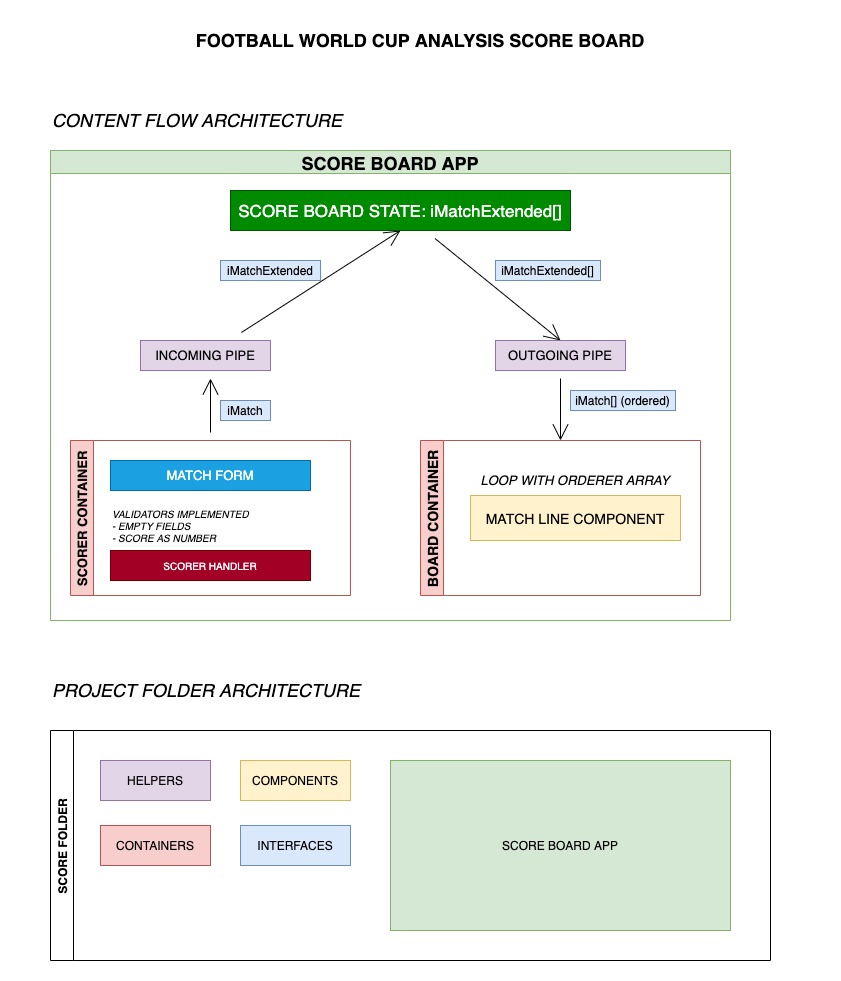 FOOTBALL WORLD CUP ANALYSIS SCORE BOARD
CONTENT FLOW ARCHITECTURE
SCORE BOARD APP
SCORE BOARD STATE: iMatchExtended[]
iMatchExtended
iMatchExtended[]
INCOMING PIPE
OUTGOING PIPE
iMatch
iMatch[] (ordered)
SCORER CONTAINER
MATCH FORM
VALIDATORS IMPLEMENTED
- EMPTY FIELDS
- SCORE AS NUMBER
SCORER HANDLER
BOARD CONTAINER
LOOP WITH ORDERER ARRAY
MATCH LINE COMPONENT
PROJECT FOLDER ARCHITECTURE
SCORE FOLDER
HELPERS
COMPONENTS
CONTAINERS
INTERFACES
SCORE BOARD APP